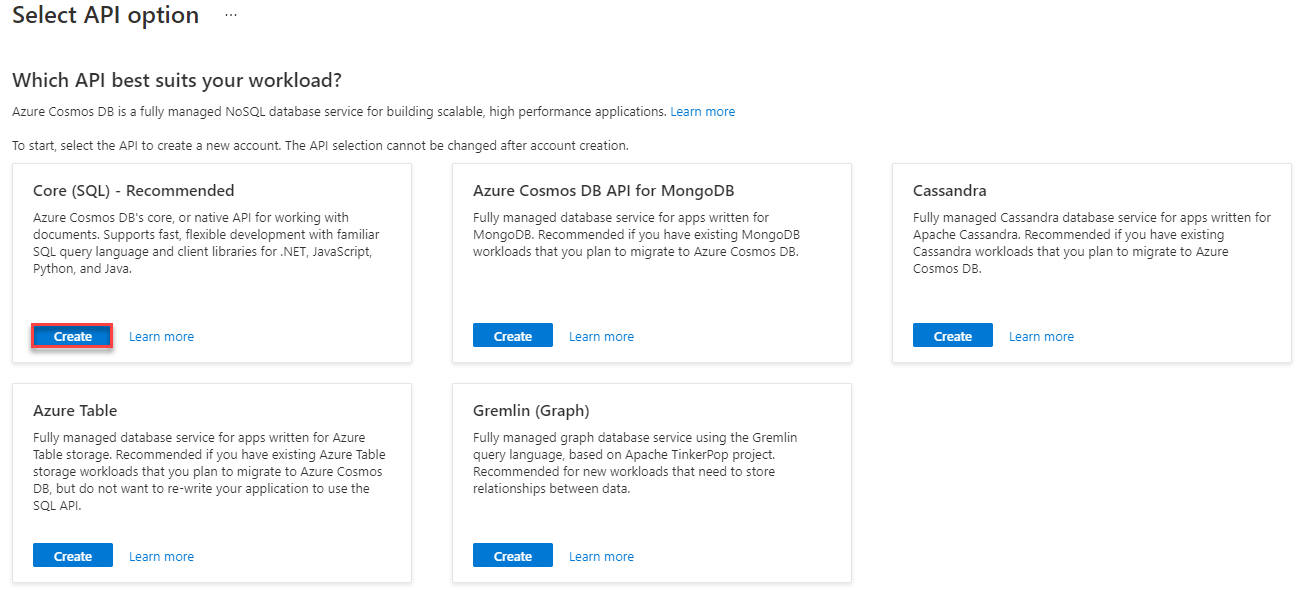 Select API option ...
Which API best suits your workload?
Azure Cosmos DB is a fully managed NoSQL database service for building scalable, high performance applications. Learn more
To start, select the API to create a new account. The API selection cannot be changed after account creation.
Core (SQL) - Recommended
Azure Cosmos DB's core, or native API for working with
documents. Supports fast, flexible development with familiar
SQL query language and client libraries for .NET, JavaScript,
Python, and Java.
Create Learn more
Azure Cosmos DB API for MongoDB
Fully managed database service for apps written for
MongoDB. Recommended if you have existing MongoDB
workloads that you plan to migrate to Azure Cosmos DB.
Create Learn more
Cassandra
Fully managed Cassandra database service for apps written for
Apache Cassandra. Recommended if you have existing
Cassandra workloads that you plan to migrate to Azure
Cosmos DB.
Create Learn more
Azure Table
Fully managed database service for apps written for Azure
Table storage. Recommended if you have existing Azure Table
storage workloads that you plan to migrate to Azure Cosmos
DB, but do not want to re-write your application to use the
SQL API.
Create Learn more
Gremlin (Graph)
Fully managed graph database service using the Gremlin
query language, based on Apache TinkerPop project.
Recommended for new workloads that need to store
relationships between data.
Create Learn more